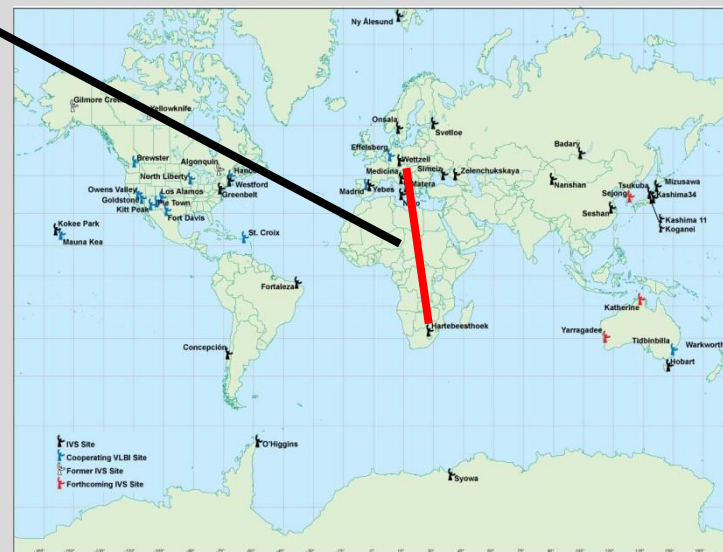 Ny Ålesund
Gilmore Creek
Yellowknife
Onsala
Svetloe
Effelsberg
Badary
Brewster
Algonquin
Wettzell
Simeiz
Zelenchukskaya
North Liberty
Medicina
Westford
Nanshan
Tsukuba
Mizusawa
Owens Valley
Los Alamos
Greenbelt
Madrid
Yebes
Matera
Sejong
Kashima34
Goldstone
Kitt Peak
Fort Davis
Seshan
Kashima 11
Koganei
Kokee Park
Mauna Kea
St. Croix
Fortaleza
Katherine
Hartebeesthoek
Yarragadee
Tidbinbilla
Warkworth
Concepción
Hobart
IVS Site
Cooperating VLBI Site
Former IVS Site
Forthcoming IVS Site
O'Higgins
Syowa